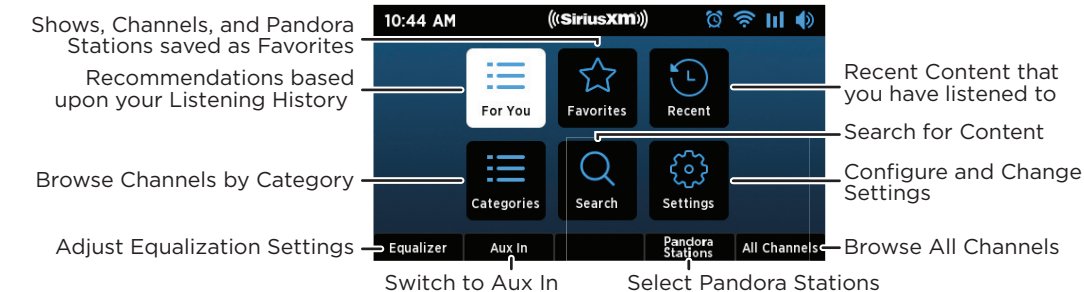 Shows, Channels, and Pandora
Stations saved as Favorites
Recommendations based
upon your Listening History
Browse Channels by Category
Adjust Equalization Settings
10:44 AM
((SiriusXM))
For You
Favorites
Recent
Categories
Search
Settings
Equalizer
Aux In
Pandora
Stations
All Channels
Recent Content that
you have listened to
Search for Content
Configure and Change
Settings
Browse All Channels
Switch to Aux In
Select Pandora Stations